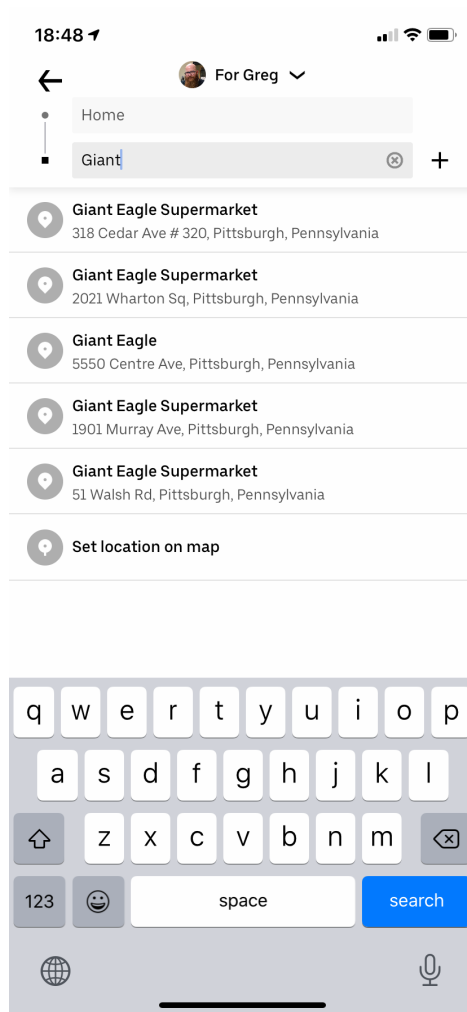 18:48
For Greg
Home
Giant
Giant Eagle Supermarket
318 Cedar Ave # 320, Pittsburgh, Pennsylvania
Giant Eagle Supermarket
2021 Wharton Sq, Pittsburgh, Pennsylvania
Giant Eagle
5550 Centre Ave, Pittsburgh, Pennsylvania
Giant Eagle Supermarket
1901 Murray Ave, Pittsburgh, Pennsylvania
Giant Eagle Supermarket
51 Walsh Rd, Pittsburgh, Pennsylvania
Set location on map
q w e r t y u i o p
a s d f g h j k l
z x c v b n m
123 space search